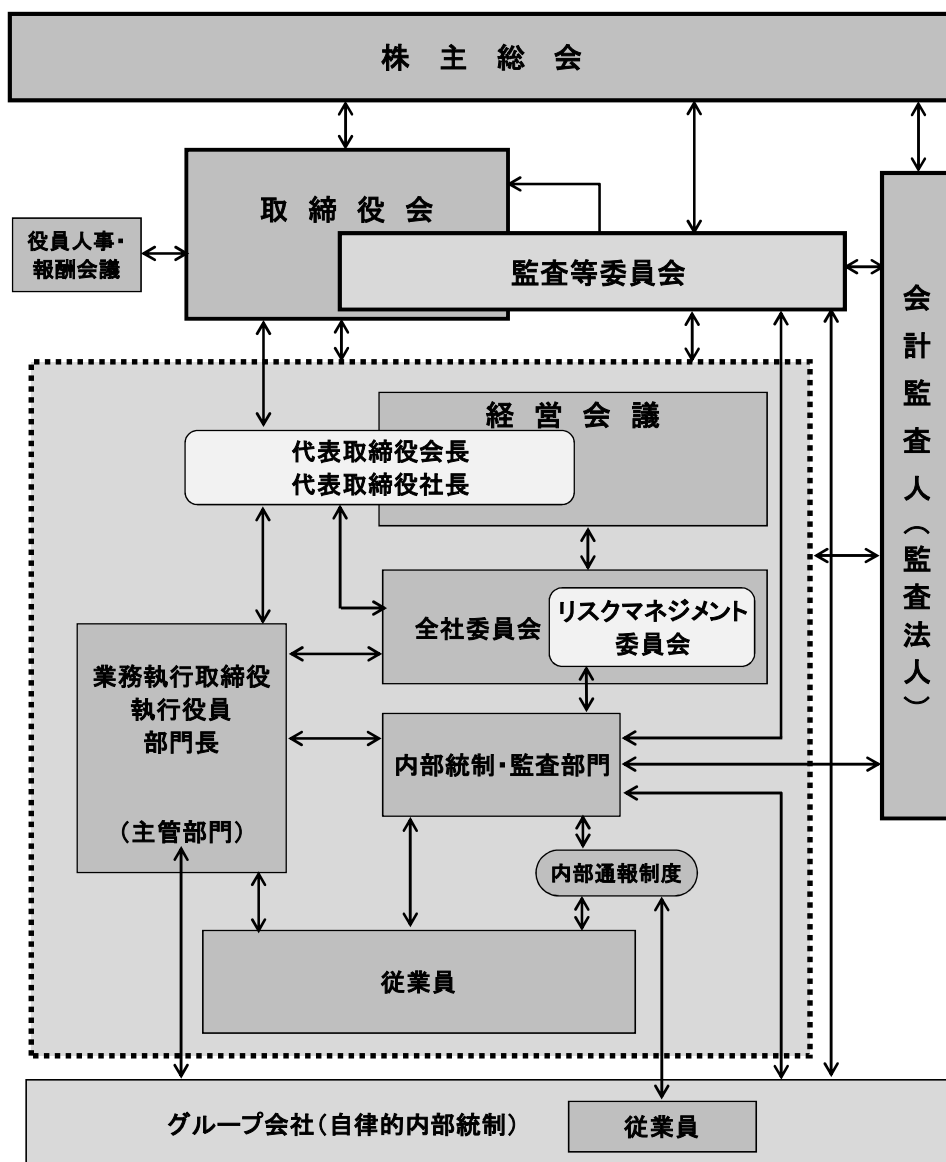 株主総会
取締役会
役員人事・
報酬会議
監査等委員会
会計監査人(監査法人)
経営会議
代表取締役会長
代表取締役社長
全社委員会
リスクマネジメント
委員会
業務執行取締役
執行役員
部門長
(主管部門)
内部統制・監査部門
内部通報制度
従業員
グループ会社(自律的内部統制)
従業員